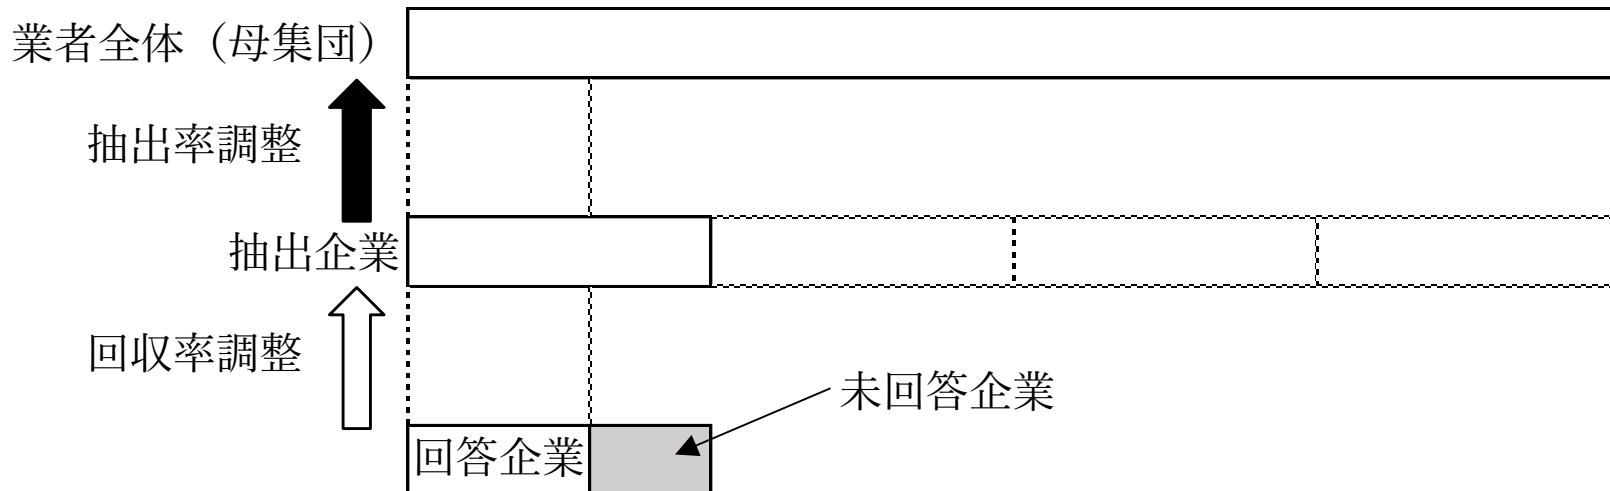 業者全体（母集団）
抽出率調整
抽出企業
回収率調整
未回答企業
回答企業